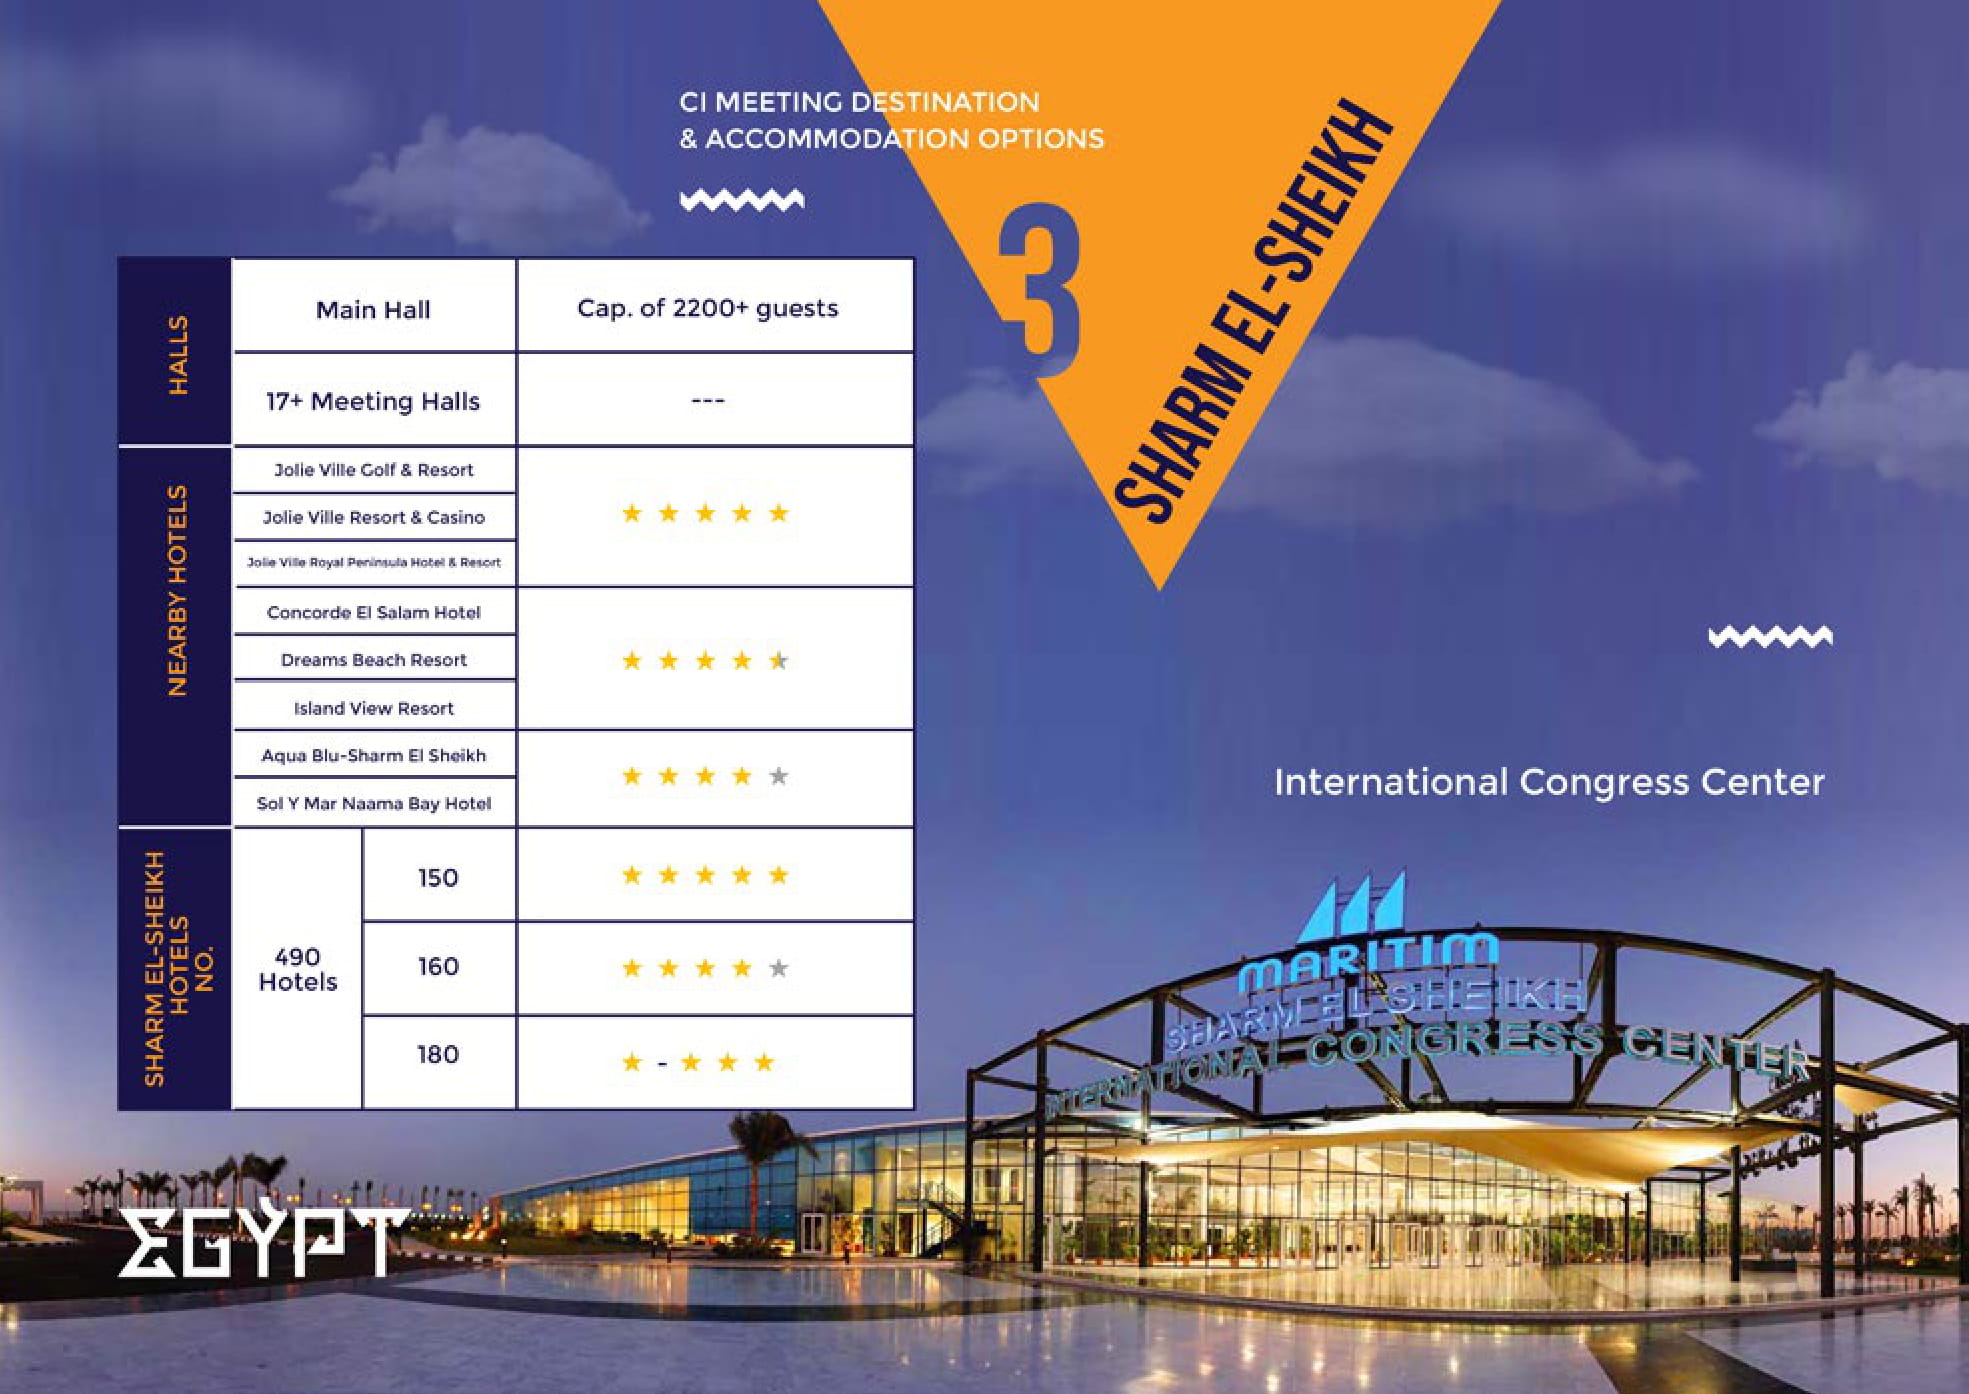 CI MEETING DESTINATION
& ACCOMMODATION OPTIONS
3
SHARM EL-SHEIKH
HALLS
Main Hall
Cap. of 2200+ guests
17+ Meeting Halls
---
NEARBY HOTELS
Jolie Ville Golf & Resort
Jolie Ville Resort & Casino
Jolie Ville Royal Peninsula Hotel & Resort
Concorde El Salam Hotel
Dreams Beach Resort
Island View Resort
Aqua Blu-Sharm El Sheikh
Sol Y Mar Naama Bay Hotel
SHARM EL-SHEIKH
HOTELS
NO.
490
Hotels
150
160
180
-
International Congress Center
MARITIM
SHARM EL SHEIKH
INTERNATIONAL CONGRESS CENTER
EGYPT